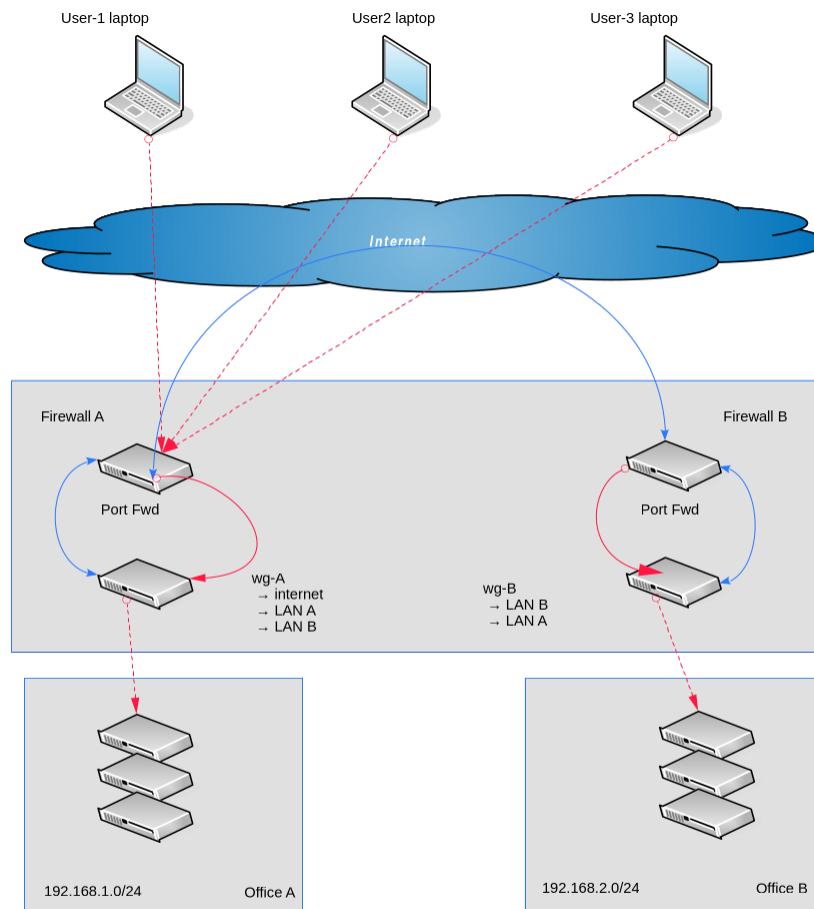 User-1 laptop
User2 laptop
User-3 laptop
Internet
Firewall A
Firewall B
Port Fwd
Port Fwd
wg-A
→ internet
→ LAN A
→ LAN B
wg-B
→ LAN B
→ LAN A
192.168.1.0/24
Office A
192.168.2.0/24
Office B